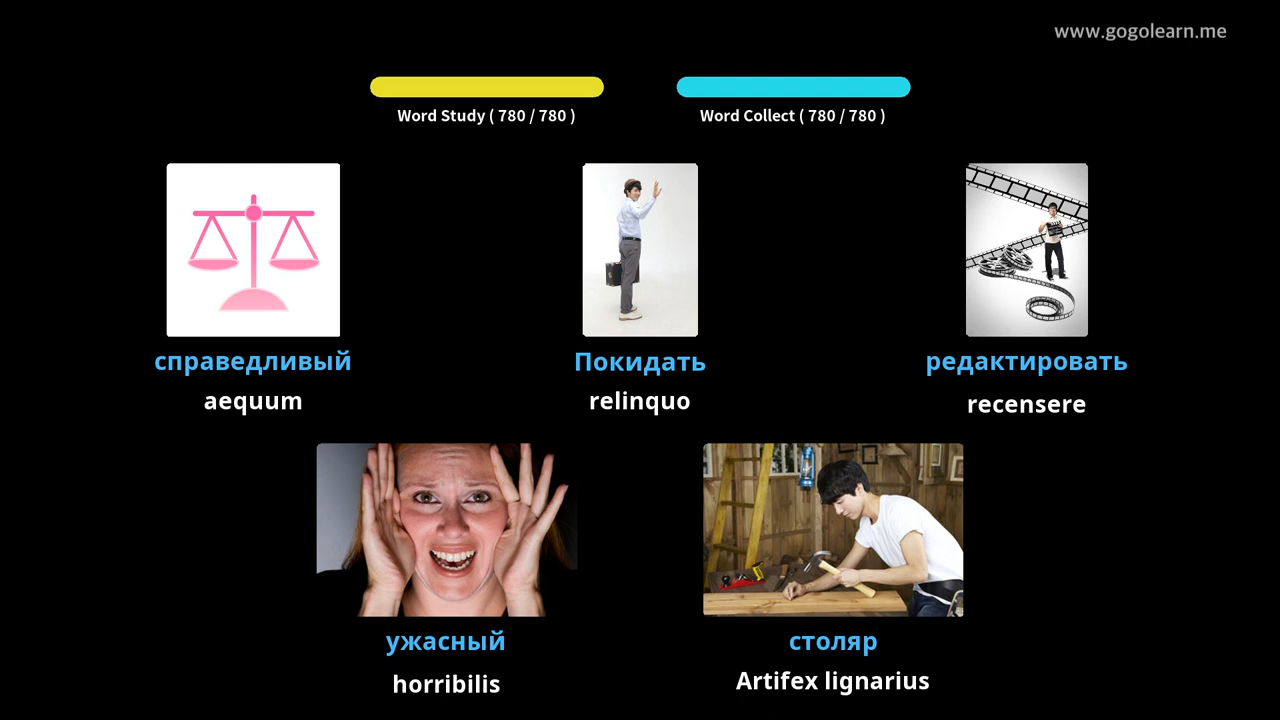 www.gogolearn.me
Word Study ( 780 / 780 )
Word Collect ( 780 / 780 )
справедливый
Покидать
редактировать
aequum
relinquo
recensere
ужасный
столяр
horribilis
Artifex lignarius